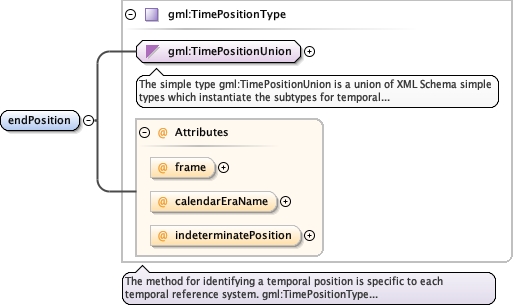 gml:TimePositionType
gml:TimePositionUnion
The simple type gml:TimePositionUnion is a union of XML Schema simple
types which instantiate the subtypes for temporal...
endPosition
@ Attributes
@ frame
@ calendarEraName
@ indeterminatePosition
The method for identifying a temporal position is specific to each
temporal reference system. gml:TimePositionType...